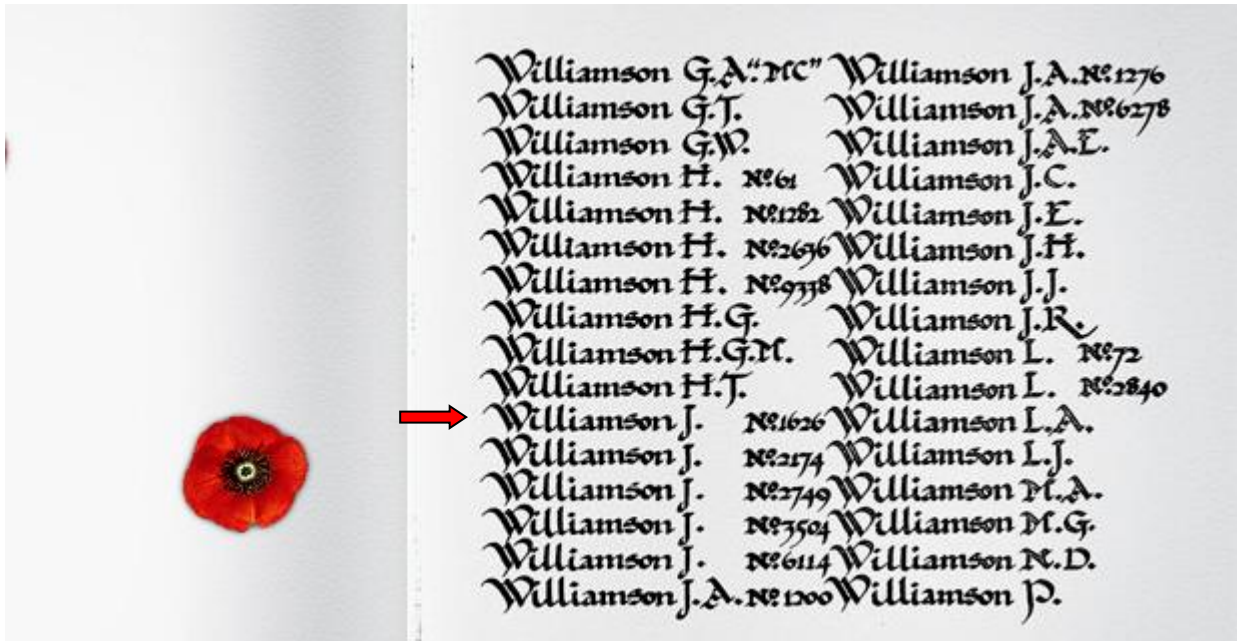 Williamson G.A."MC"
Williamson G.T.
Williamson G.W.
Williamson H. No.61
Williamson H. No.1282
Williamson H. No.2636
Williamson H. No.9338
Williamson H.G.
Williamson H.G.M.
Williamson H.T.
Williamson J. No.1626
Williamson J. No.2174
Williamson J. No.2749
Williamson J. No.3504
Williamson J. No.6114
Williamson J.A. No.1200
Williamson J.A. No.1276
Williamson J.A. No.6278
Williamson J.A.E.
Williamson J.C.
Williamson J.E.
Williamson J.H.
Williamson J.J.
Williamson J.R.
Williamson L. No.72
Williamson L. No.2840
Williamson L.A.
Williamson L.J.
Williamson M.A.
Williamson M.G.
Williamson N.D.
Williamson P.